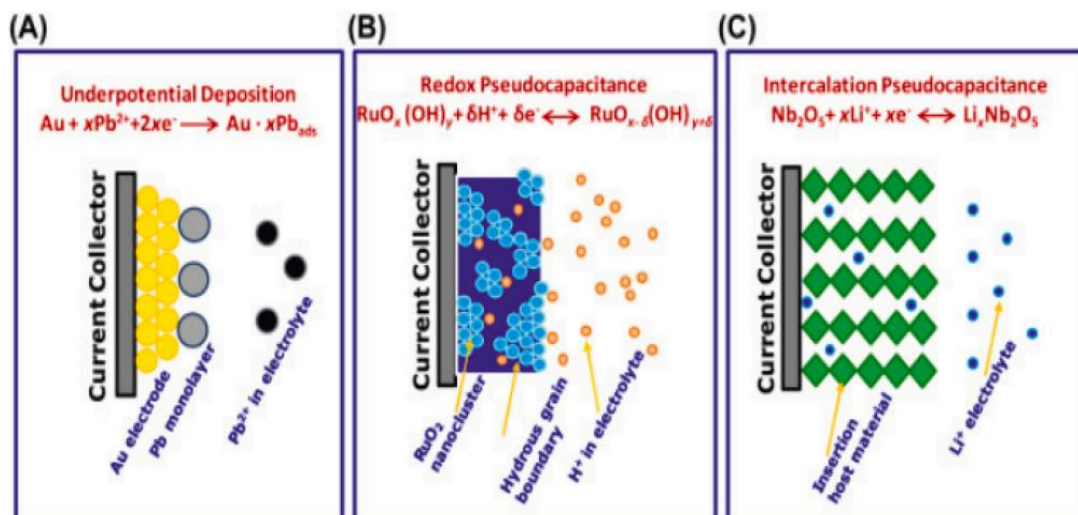 (A)
Underpotential Deposition
Au + xPb²⁺+2xe⁻ ⟶ Au · xPb_ads
Current Collector
Au electrode
Pb monolayer
Pb²⁺ in electrolyte
(B)
Redox Pseudocapacitance
RuOₓ (OH)ᵧ + δH⁺ + δe⁻ ⟷ RuOₓ₋δ(OH)ᵧ₊δ
Current Collector
RuO₂
nanocluster
Hydrous grain
boundary
H⁺ in electrolyte
(C)
Intercalation Pseudocapacitance
Nb₂O₅ + xLi⁺ + xe⁻ ⟷ LiₓNb₂O₅
Current Collector
Insertion
host material
Li⁺ electrolyte